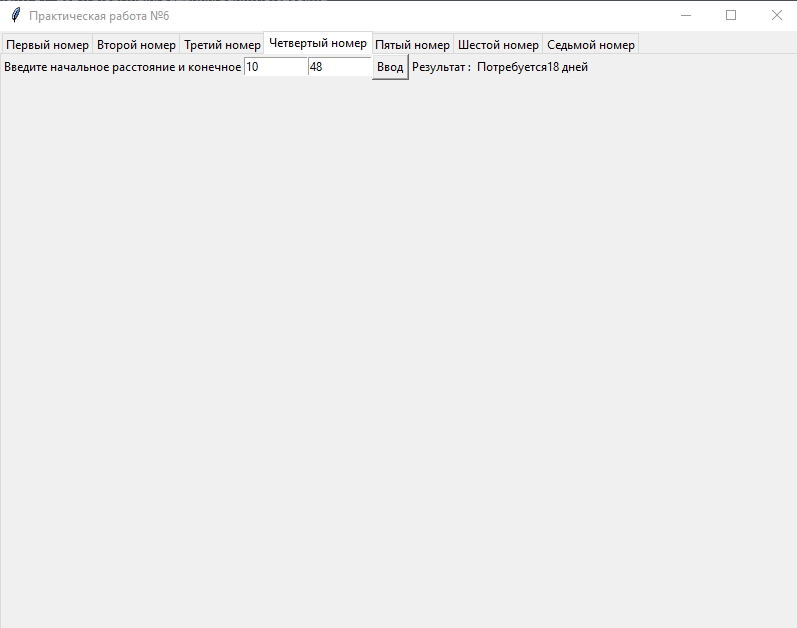 Практическая работа №6
Первый номер Второй номер Третий номер Четвертый номер Пятый номер Шестой номер Седьмой номер
Введите начальное расстояние и конечное 10 48 Ввод Результат : Потребуется18 дней